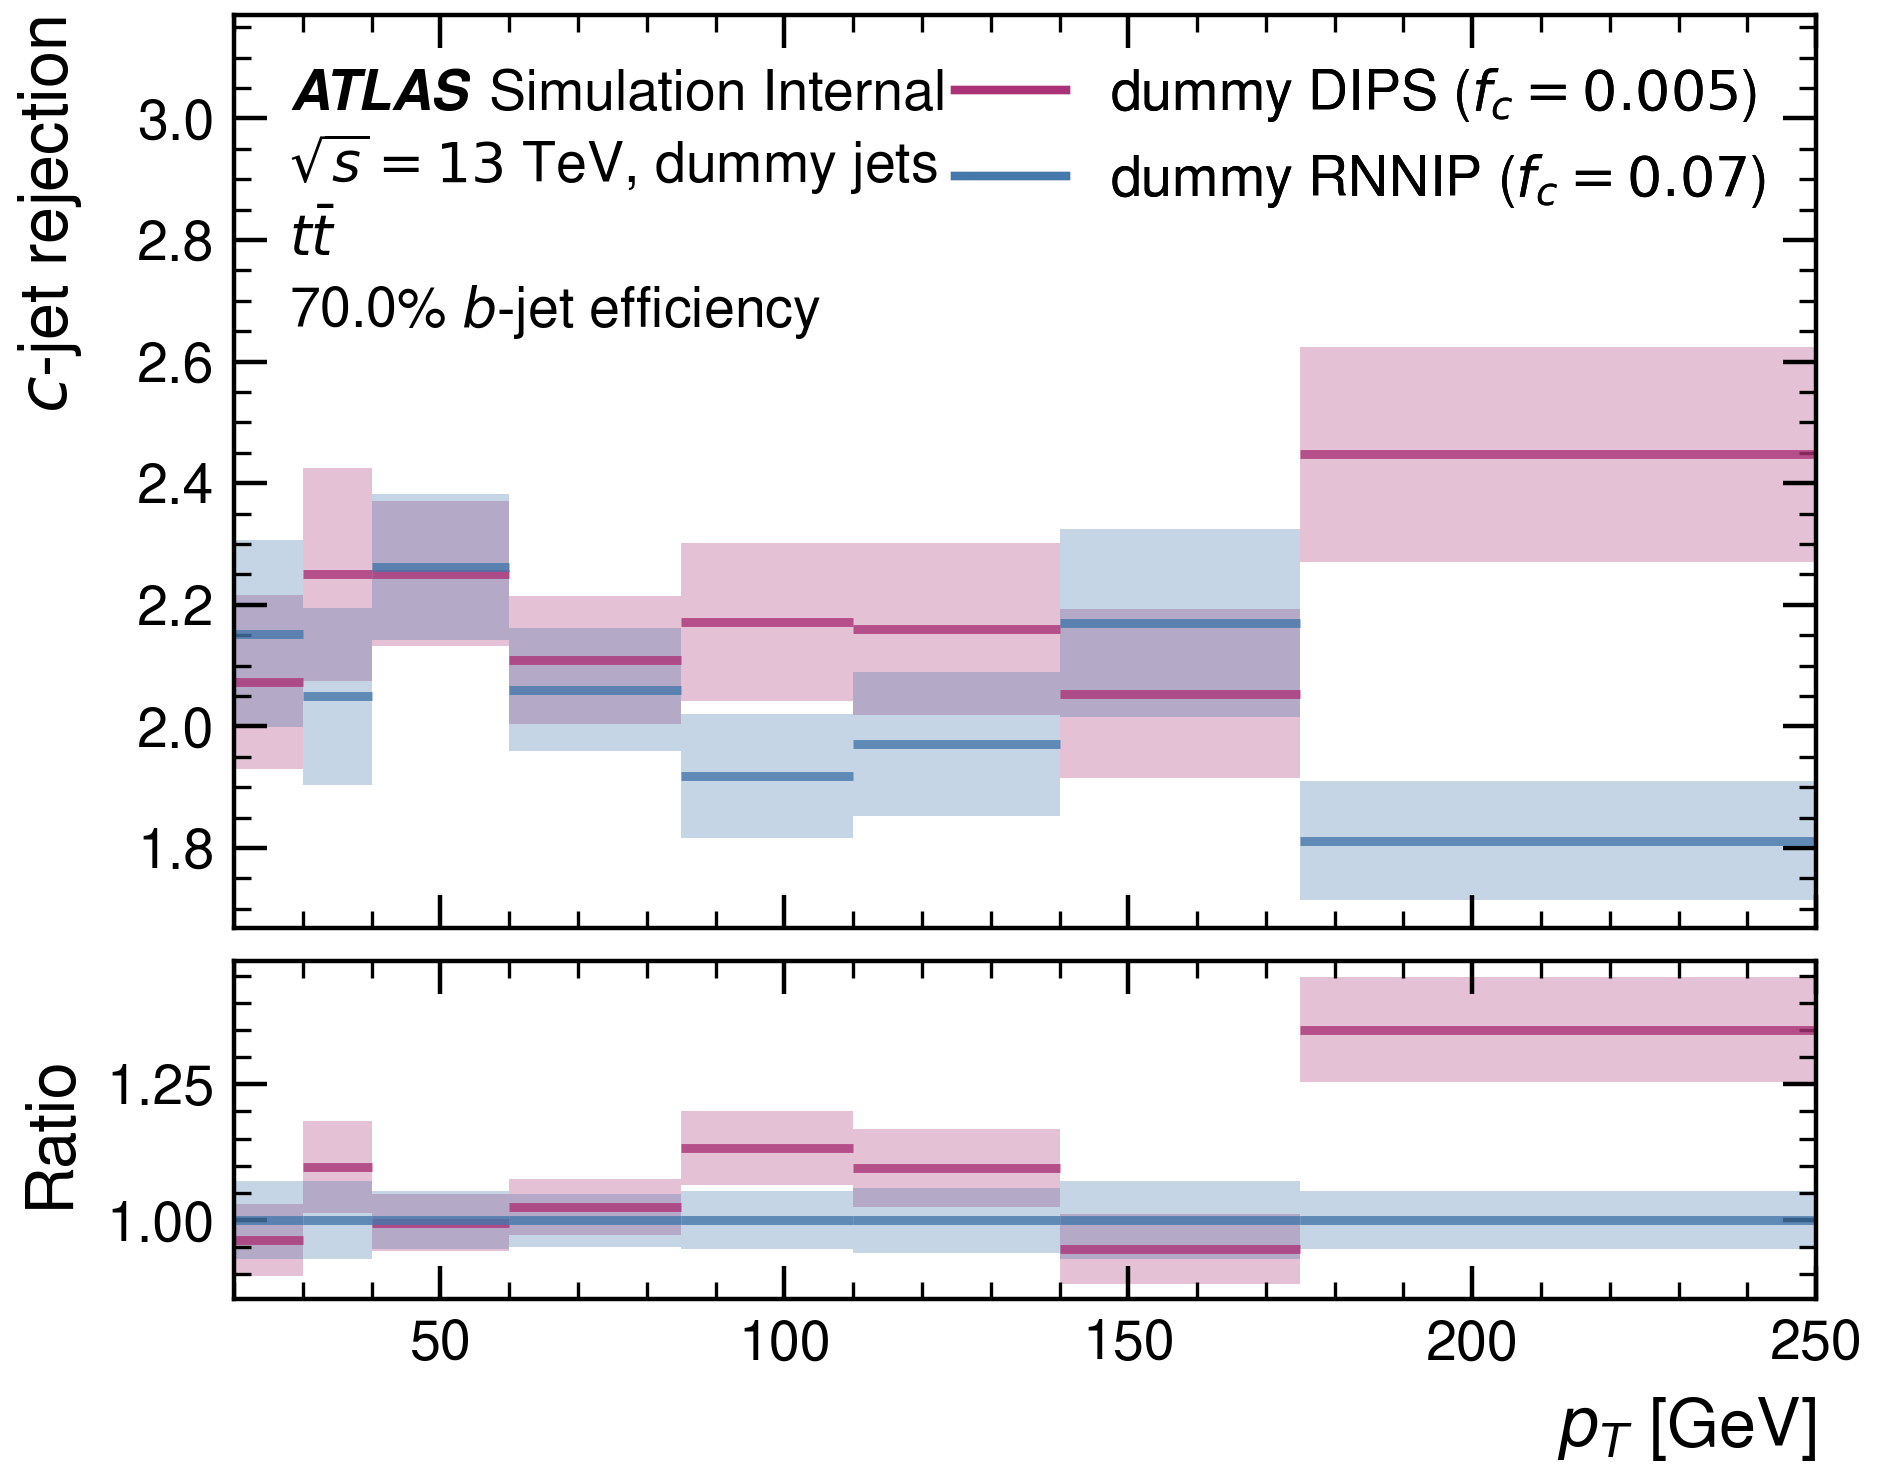 c-jet rejection
3.0
2.8
2.6
2.4
2.2
2.0
1.8
ATLAS Simulation Internal
√s = 13 TeV, dummy jets
tt̄
70.0% b-jet efficiency
dummy DIPS (f_c = 0.005)
dummy RNNIP (f_c = 0.07)
Ratio
1.25
1.00
50 100 150 200 250
p_T [GeV]